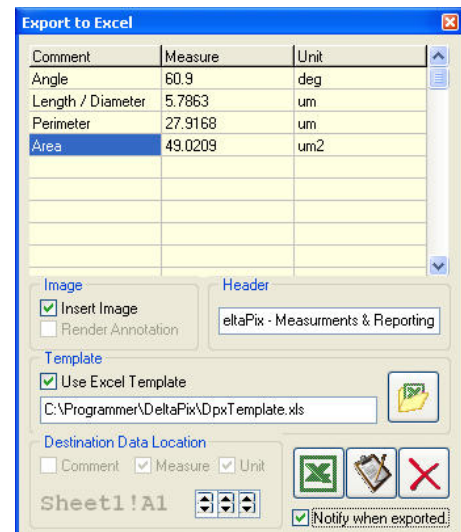 Export to Excel
Comment Measure Unit
Angle 60.9 deg
Length / Diameter 5.7863 um
Perimeter 27.9168 um
Area 49.0209 um2
Image Header
Insert Image
eltaPix - Measurments & Reporting
Render Annotation
Template
Use Excel Template
C:\Programmer\DeltaPix\DpxTemplate.xls
Destination Data Location
Comment Measure Unit
Sheet1!A1
Notify when exported.